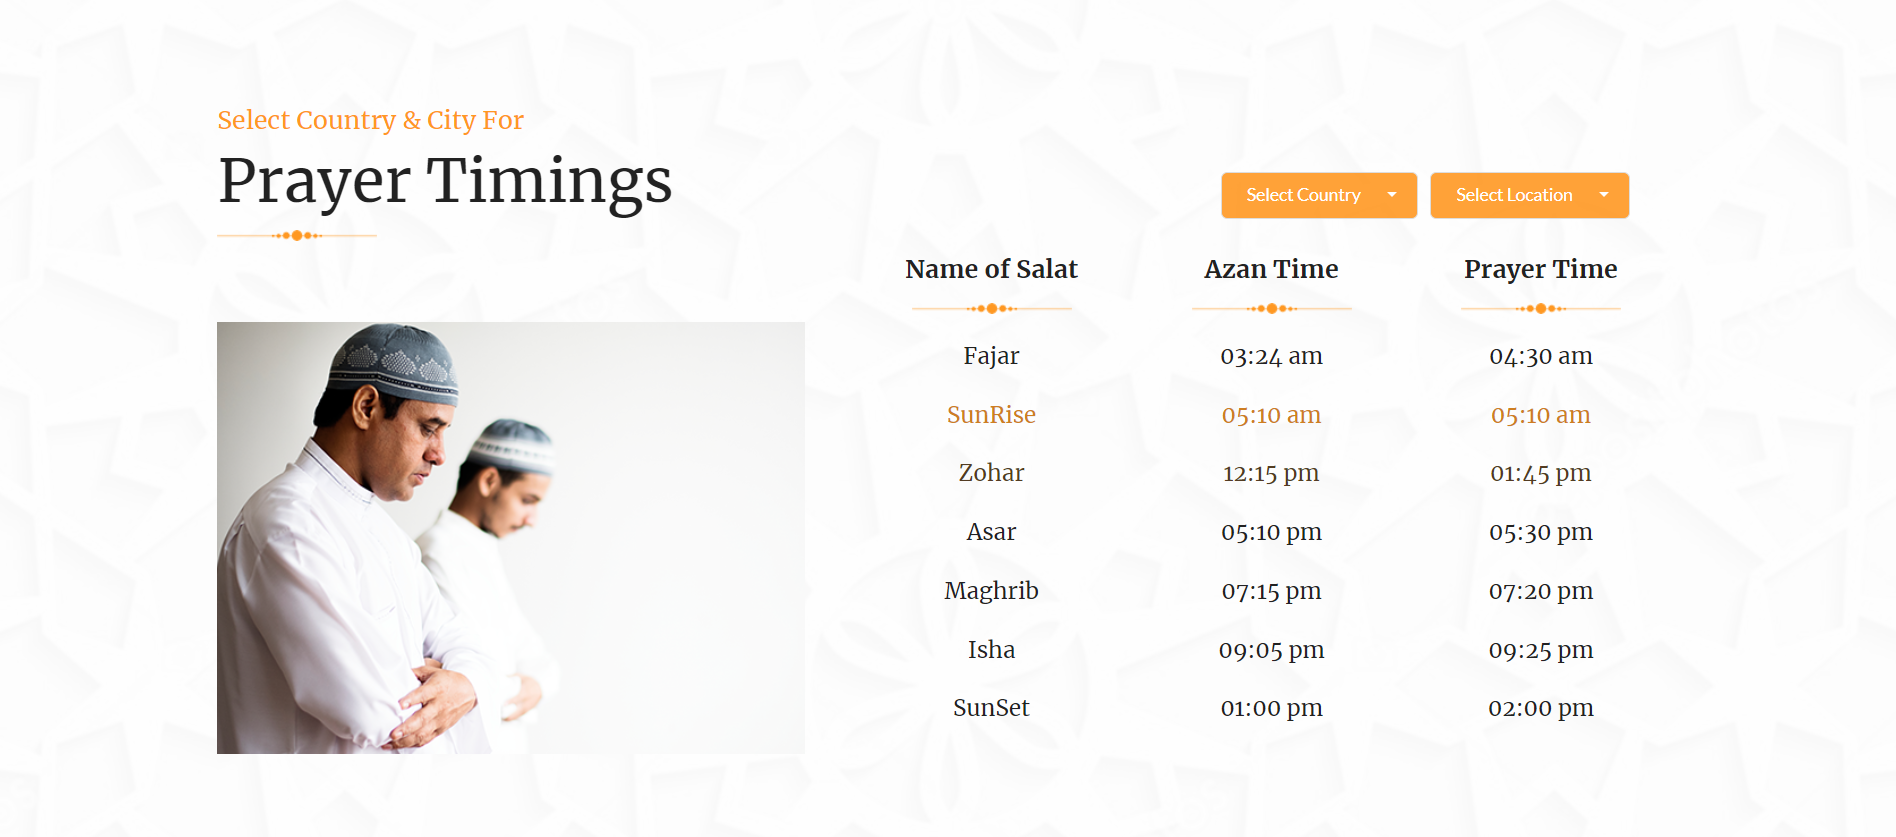 Select Country & City For
Prayer Timings
Select Country
Select Location
Name of Salat Azan Time Prayer Time
Fajar 03:24 am 04:30 am
SunRise 05:10 am 05:10 am
Zohar 12:15 pm 01:45 pm
Asar 05:10 pm 05:30 pm
Maghrib 07:15 pm 07:20 pm
Isha 09:05 pm 09:25 pm
SunSet 01:00 pm 02:00 pm